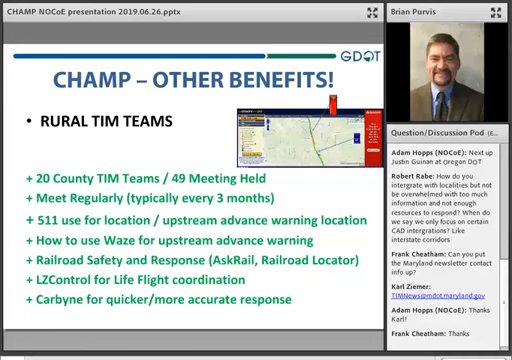 CHAMP NOCoE presentation 2019.06.26.pptx
GDOT
CHAMP – OTHER BENEFITS!
• RURAL TIM TEAMS
+ 20 County TIM Teams / 49 Meeting Held
+ Meet Regularly (typically every 3 months)
+ 511 use for location / upstream advance warning location
+ How to use Waze for upstream advance warning
+ Railroad Safety and Response (AskRail, Railroad Locator)
+ LZControl for Life Flight coordination
+ Carbyne for quicker/more accurate response
Brian Purvis
Question/Discussion Pod (E...
Adam Hopps (NOCoE): Next up
Justin Guinan at Oregon DOT
Robert Rabe: How do you
intergrate with localities but not be
overwhelmed with too much
information and not enough
resources to respond? When do
we say we only focus on certain
CAD intergrations? Like
interstate corridors
Frank Cheatham: Can you put
the Maryland newsletter contact
info up?
Karl Ziemer:
TIMNews@mdot.maryland.gov
Adam Hopps (NOCoE): Thanks
Karl!
Frank Cheatham: Thanks